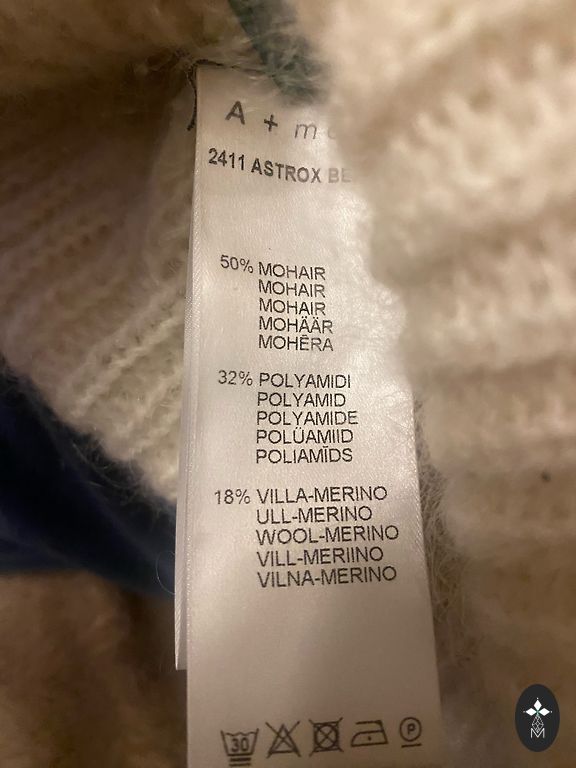 A + m
2411 ASTROX BE
50% MOHAIR
MOHAIR
MOHAIR
MOHÄÄR
MOHĒRA
32% POLYAMIDI
POLYAMID
POLYAMIDE
POLÜAMIID
POLIAMĪDS
18% VILLA-MERINO
ULL-MERINO
WOOL-MERINO
VILL-MERIINO
VILNA-MERINO
30
P
M